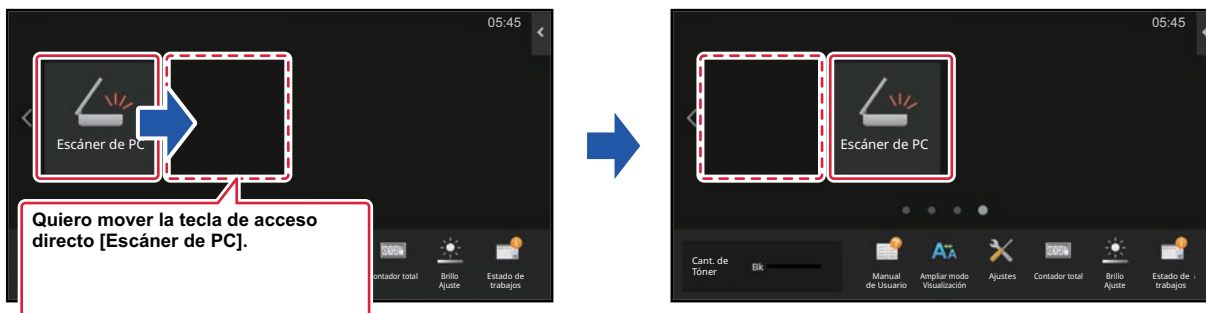 05:45
Escáner de PC
Quiero mover la tecla de acceso
directo [Escáner de PC].
ontador total
Brillo
Ajuste
Estado de
trabajos
05:45
Escáner de PC
Cant. de
Tóner
Bk
Manual
de Usuario
Ampliar modo
Visualización
Ajustes
Contador total
Brillo
Ajuste
Estado de
trabajos